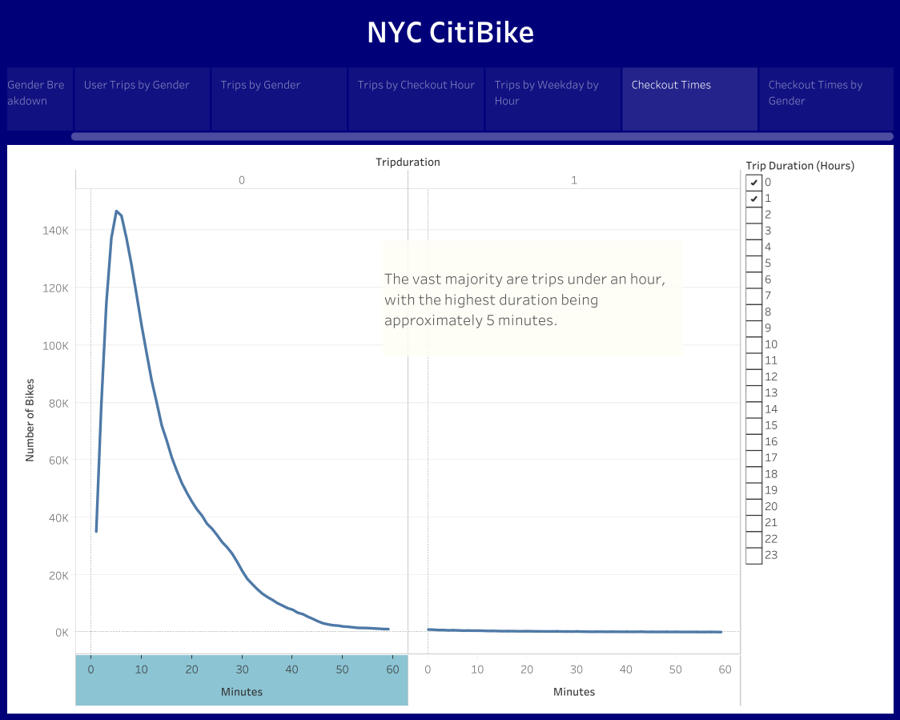 NYC CitiBike
Gender Bre
akdown
User Trips by Gender
Trips by Gender
Trips by Checkout Hour
Trips by Weekday by
Hour
Checkout Times
Checkout Times by
Gender
Tripduration
0
1
140K
120K
100K
80K
60K
40K
20K
0K
Number of Bikes
The vast majority are trips under an hour,
with the highest duration being
approximately 5 minutes.
0 10 20 30 40 50 60
Minutes
0 10 20 30 40 50 60
Minutes
Trip Duration (Hours)
0
1
2
3
4
5
6
7
8
9
10
11
12
13
14
15
16
17
18
19
20
21
22
23